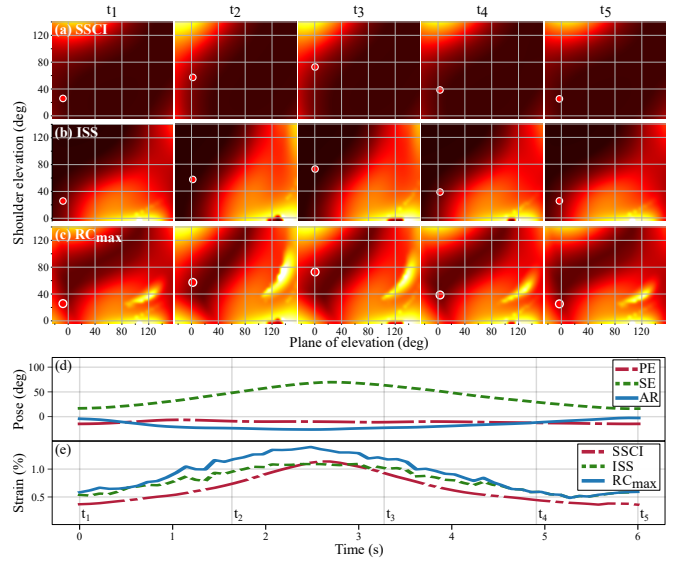 t1 t2 t3 t4 t5
(a) SSCI
120
80
40
0
(b) ISS
120
80
40
0
(c) RCmax
120
80
40
0
Shoulder elevation (deg)
0 40 80 120 0 40 80 120 0 40 80 120 0 40 80 120 0 40 80 120
Plane of elevation (deg)
(d)
100
50
0
Pose (deg)
PE
SE
AR
(e)
1.0
0.5
Strain (%)
SSCI
ISS
RCmax
t1 t2 t3 t4 t5
0 1 2 3 4 5 6
Time (s)